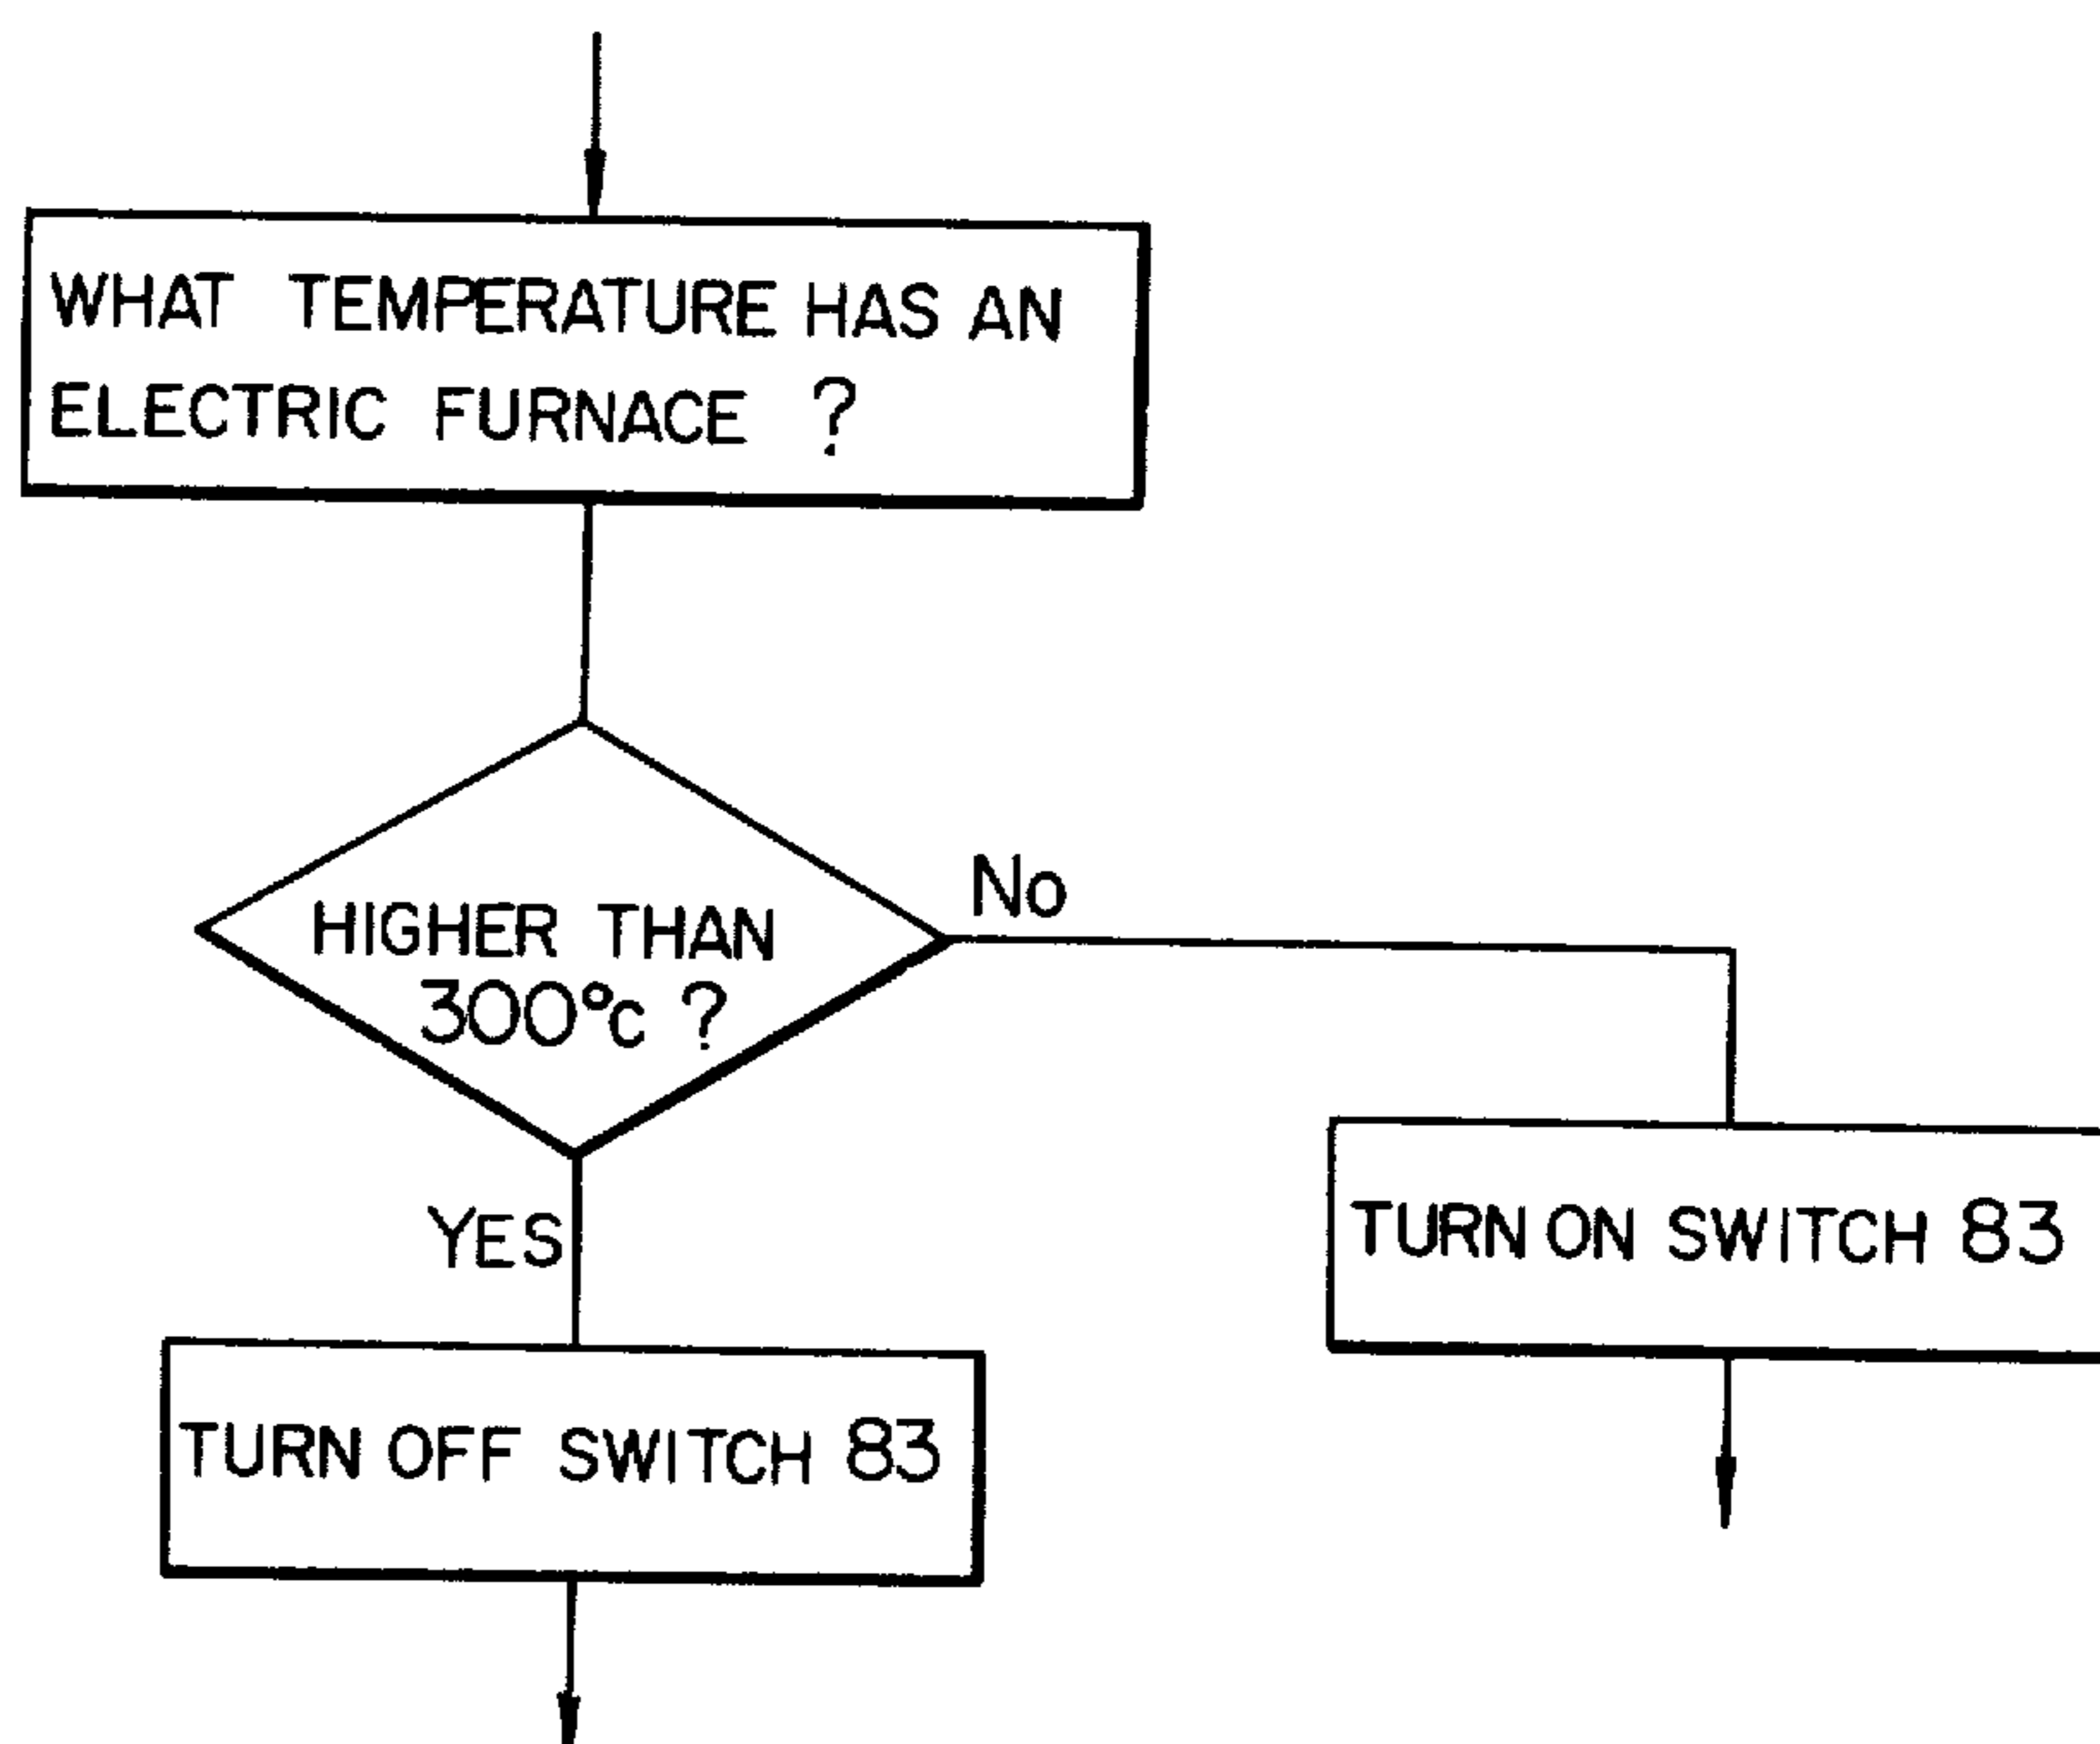 WHAT TEMPERATURE HAS AN
ELECTRIC FURNACE ?
HIGHER THAN
300°c ?
No
YES
TURN ON SWITCH 83
TURN OFF SWITCH 83